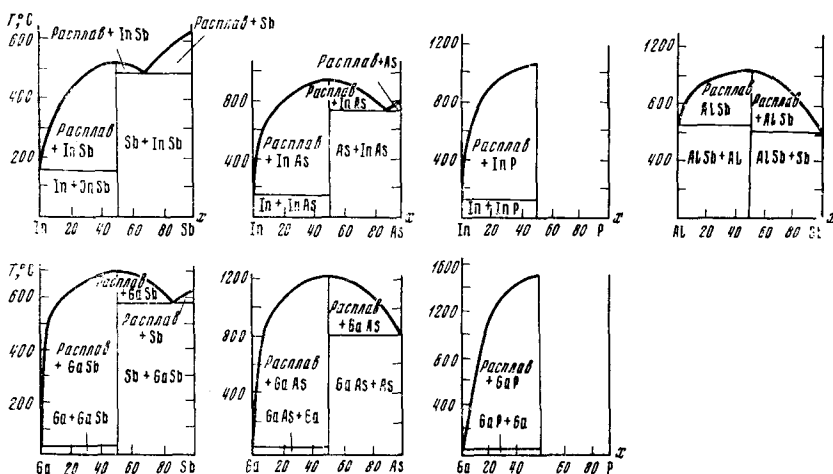 T,°C
600
400
200
Расплав + InSb
Расплав + Sb
Расплав
+ InSb
Sb + InSb
In + InSb
In 20 40 60 80 Sb x
800
400
Расплав + As
Расплав
+ InAs
Расплав
+ InAs
As + InAs
In + InAs
In 20 40 60 80 As x
1200
800
400
Расплав
+ InP
In + InP
In 20 40 60 80 P x
1200
800
400
Расплав
AlSb
Расплав
+ AlSb
AlSb + Al
AlSb + Sb
Al 20 40 60 80 Sb x
T,°C
600
400
200
Расплав
+ GaSb
Расплав
+ Sb
Расплав
+ GaSb
Sb + GaSb
Ga + GaSb
Ga 20 40 60 80 Sb x
1200
800
400
Расплав
+ GaAs
Расплав
+ GaAs
GaAs + As
GaAs + Ga
Ga 20 40 60 80 As x
1600
1200
800
400
Расплав
+ GaP
GaP + Ga
Ga 20 40 60 80 P x